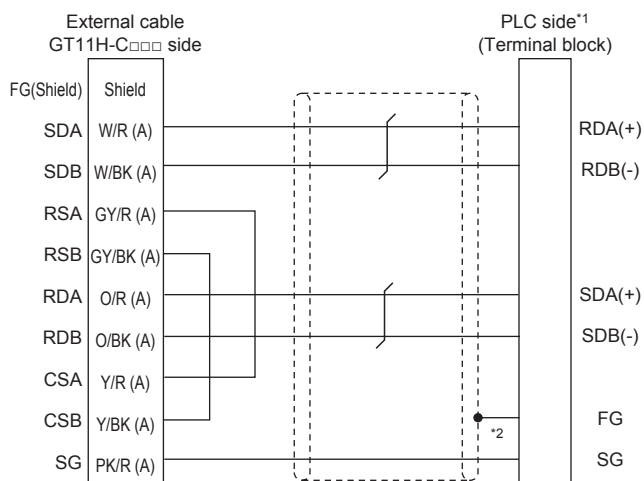 External cable
GT11H-C□□□ side
PLC side*1
(Terminal block)
FG(Shield) Shield
SDA W/R (A) RDA(+)
SDB W/BK (A) RDB(-)
RSA GY/R (A)
RSB GY/BK (A)
RDA O/R (A) SDA(+)
RDB O/BK (A) SDB(-)
CSA Y/R (A)
CSB Y/BK (A) *2 FG
SG PK/R (A) SG